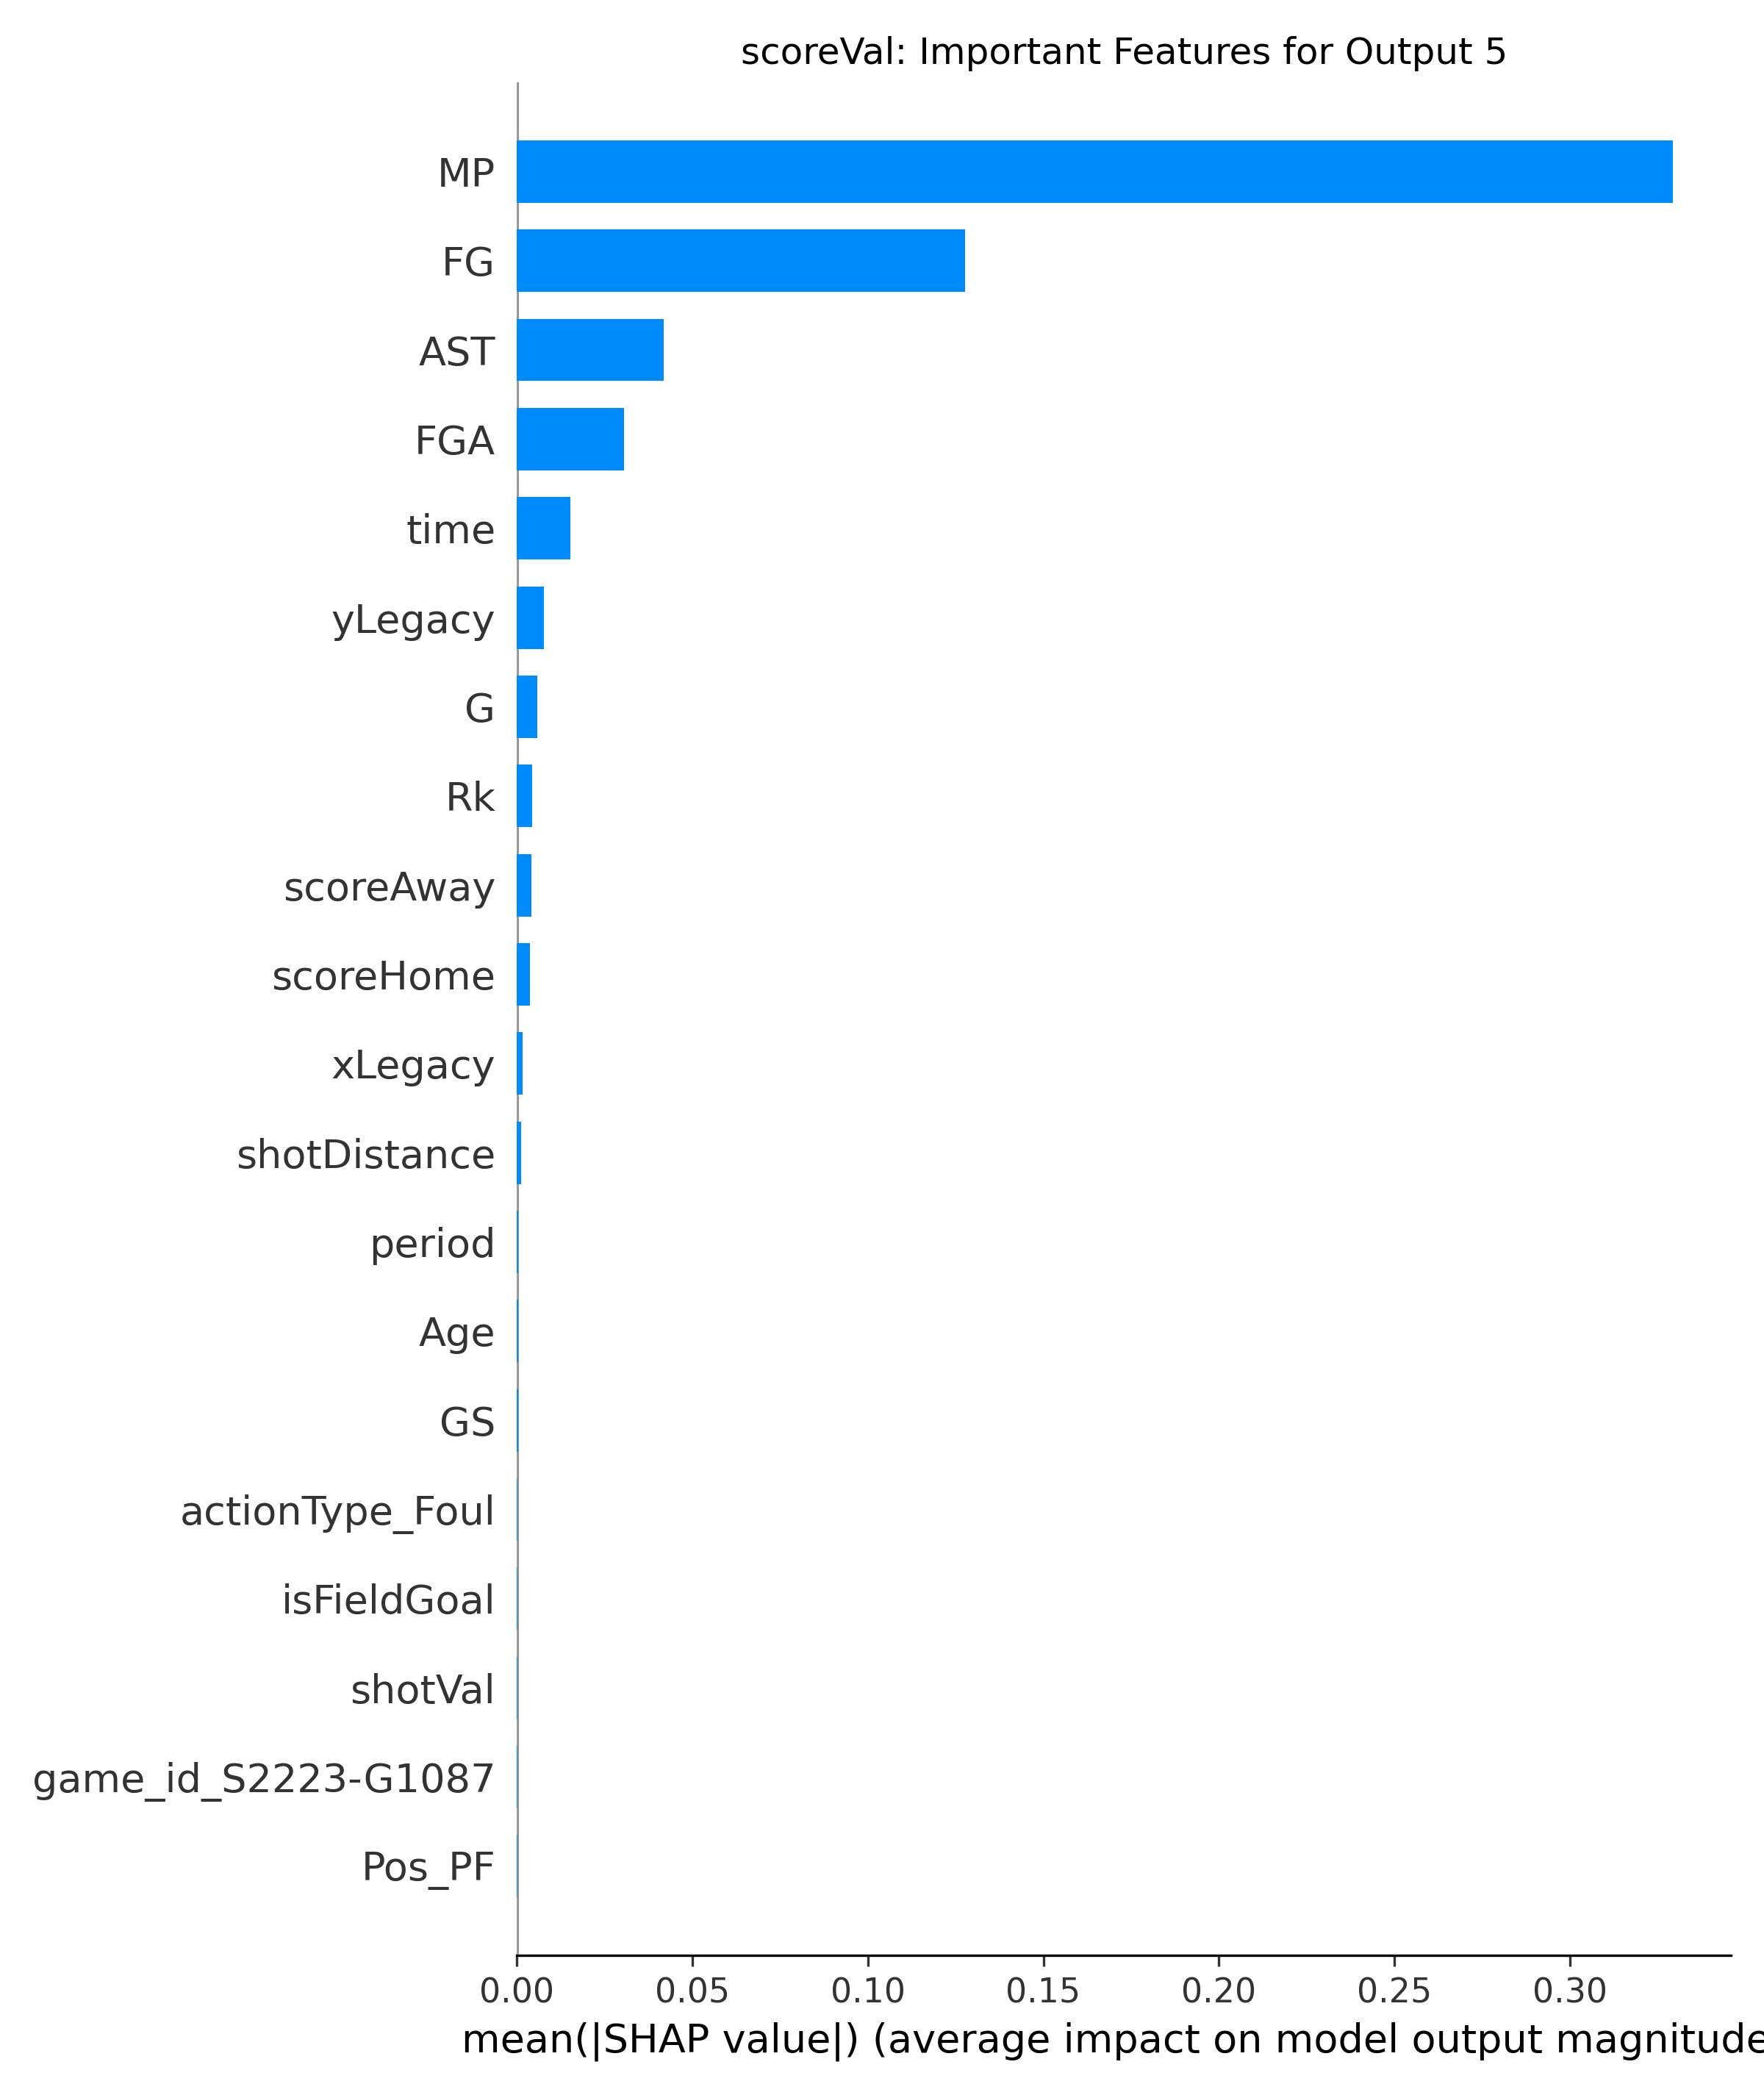 scoreVal: Important Features for Output 5
MP
FG
AST
FGA
time
yLegacy
G
Rk
scoreAway
scoreHome
xLegacy
shotDistance
period
Age
GS
actionType_Foul
isFieldGoal
shotVal
game_id_S2223-G1087
Pos_PF
0.00 0.05 0.10 0.15 0.20 0.25 0.30
mean(|SHAP value|) (average impact on model output magnitude